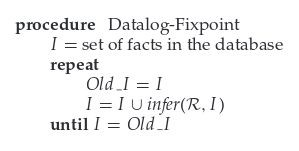 procedure Datalog-Fixpoint
I = set of facts in the database
repeat
Old_I = I
I = I ∪ infer(ℛ, I)
until I = Old_I